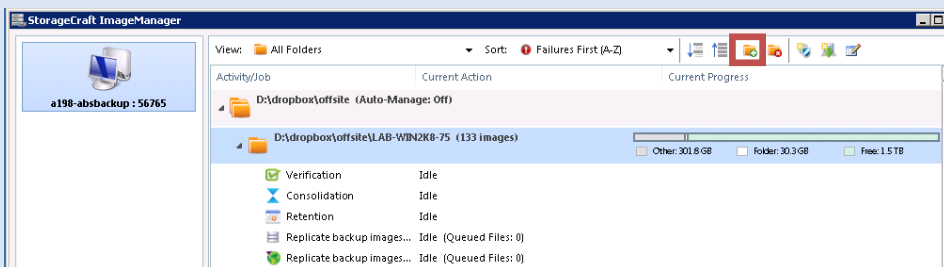 StorageCraft ImageManager
View: All Folders Sort: Failures First (A-Z)
Activity/Job Current Action Current Progress
a198-absbackup : 56765
D:\dropbox\offsite (Auto-Manage: Off)
D:\dropbox\offsite\LAB-WIN2K8-75 (133 images)
Other: 301.8 GB Folder: 30.3 GB Free: 1.5 TB
Verification Idle
Consolidation Idle
Retention Idle
Replicate backup images... Idle (Queued Files: 0)
Replicate backup images... Idle (Queued Files: 0)